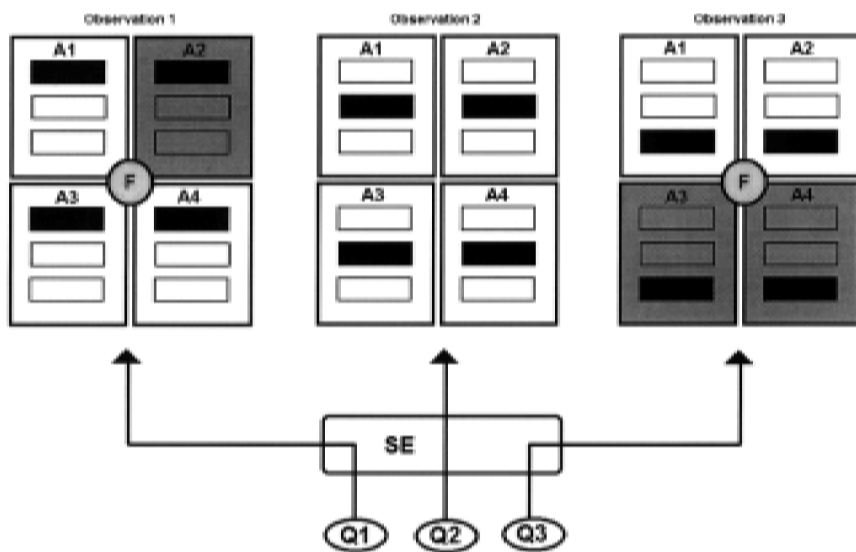 Observation 1
Observation 2
Observation 3
A1 A2
A1 A2
A1 A2
F
F
A3 A4
A3 A4
A3 A4
SE
Q1 Q2 Q3